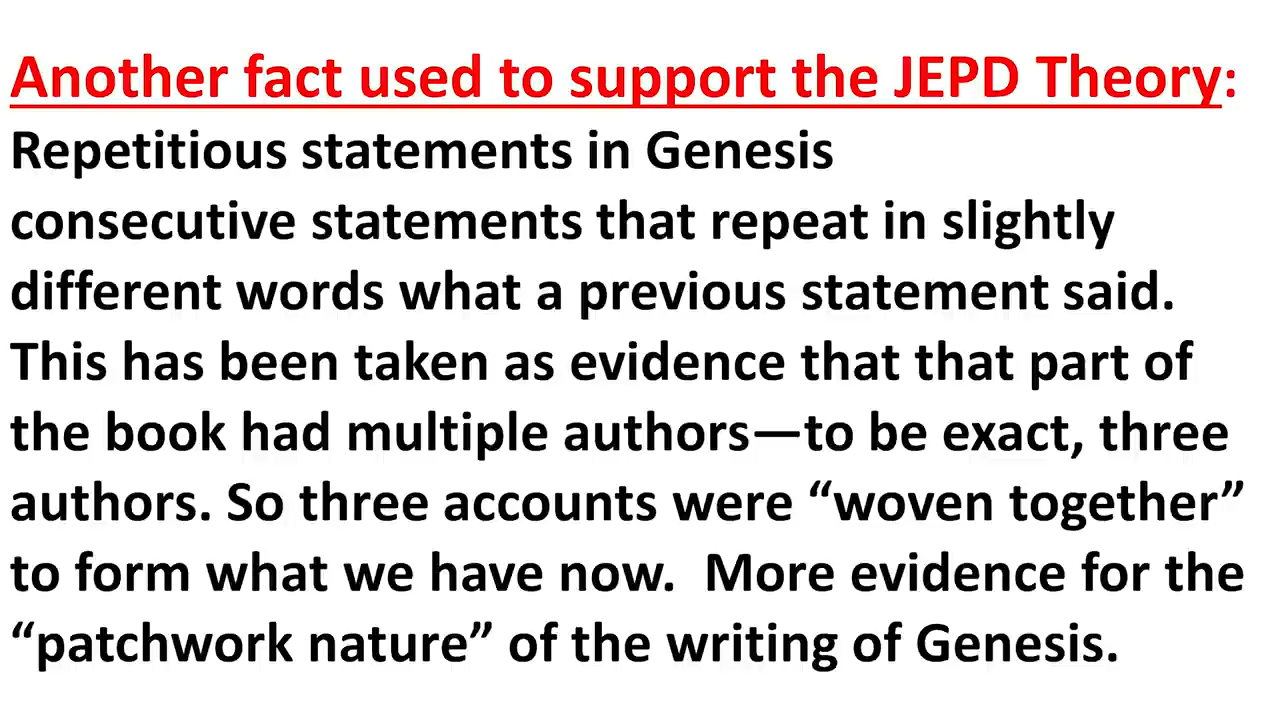 Another fact used to support the JEPD Theory:
Repetitious statements in Genesis
consecutive statements that repeat in slightly
different words what a previous statement said.
This has been taken as evidence that that part of
the book had multiple authors—to be exact, three
authors. So three accounts were “woven together”
to form what we have now.  More evidence for the
“patchwork nature” of the writing of Genesis.